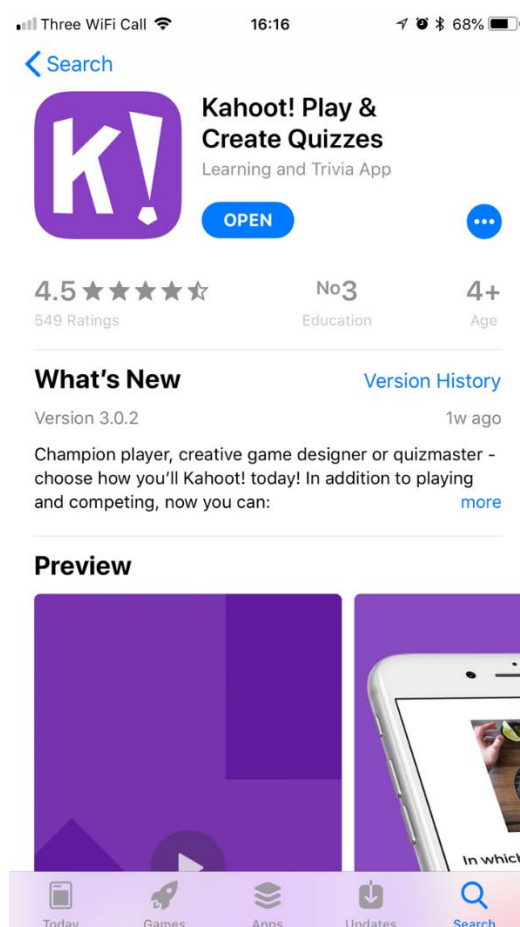 Three WiFi Call 16:16 68%
Search
K!
Kahoot! Play &
Create Quizzes
Learning and Trivia App
OPEN
4.5 No3 4+
549 Ratings Education Age
What's New Version History
Version 3.0.2 1w ago
Champion player, creative game designer or quizmaster -
choose how you'll Kahoot! today! In addition to playing
and competing, now you can: more
Preview
In which
Today Games Apps Updates Search